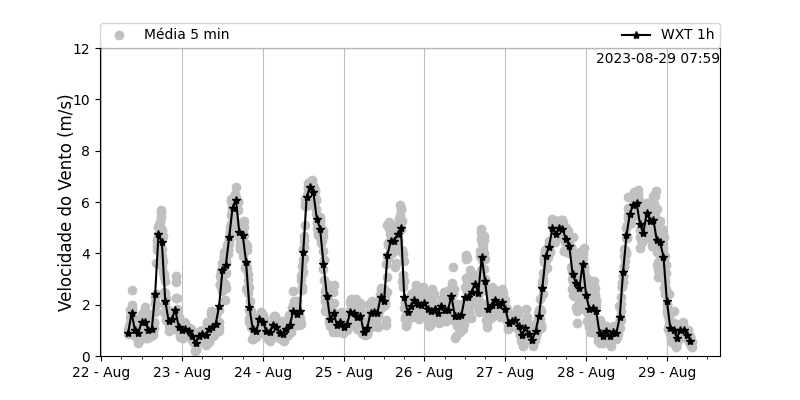 Média 5 min
WXT 1h
2023-08-29 07:59
12
10
8
6
4
2
0
Velocidade do Vento (m/s)
22 - Aug
23 - Aug
24 - Aug
25 - Aug
26 - Aug
27 - Aug
28 - Aug
29 - Aug